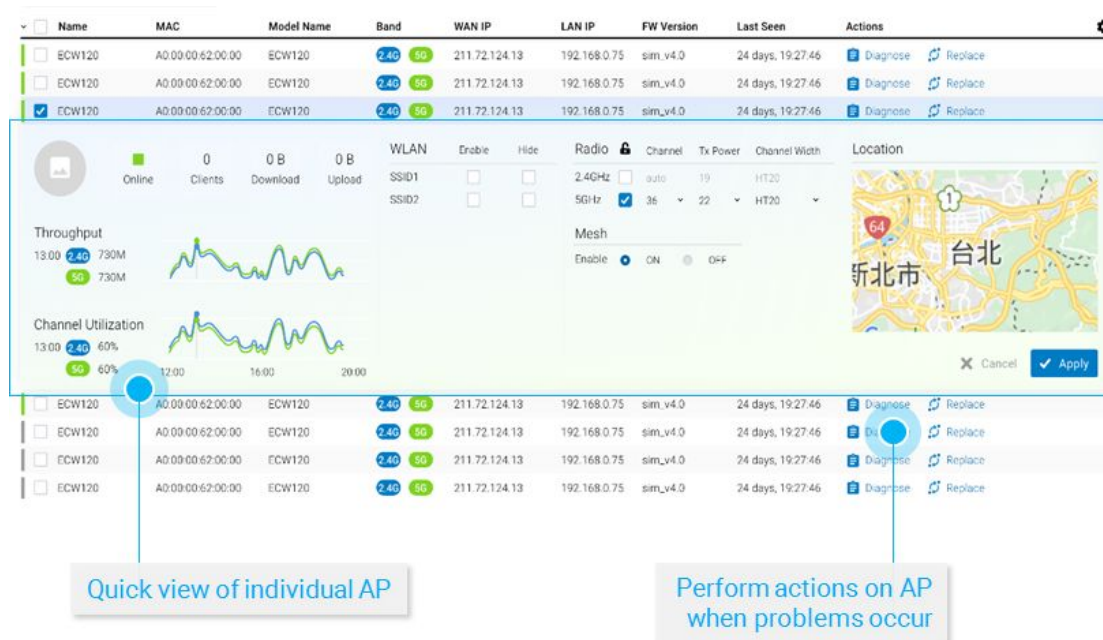 Name MAC Model Name Band WAN IP LAN IP FW Version Last Seen Actions
ECW120 A0:00:00:62:00:00 ECW120 2.4G 5G 211.72.124.13 192.168.0.75 sim_v4.0 24 days, 19:27:46 Diagnose Replace
ECW120 A0:00:00:62:00:00 ECW120 2.4G 5G 211.72.124.13 192.168.0.75 sim_v4.0 24 days, 19:27:46 Diagnose Replace
ECW120 A0:00:00:62:00:00 ECW120 2.4G 5G 211.72.124.13 192.168.0.75 sim_v4.0 24 days, 19:27:46 Diagnose Replace
0 0 B 0 B
Online Clients Download Upload
Throughput
13:00 2.4G 730M
5G 730M
Channel Utilization
13:00 2.4G 60%
5G 60%
12:00 16:00 20:00
WLAN Enable Hide
SSID1
SSID2
Radio Channel Tx Power Channel Width
2.4GHz auto 19 HT20
5GHz 36 22 HT20
Mesh
Enable ON OFF
Location
1
64
台北
新北市
Cancel Apply
ECW120 A0:00:00:62:00:00 ECW120 2.4G 5G 211.72.124.13 192.168.0.75 sim_v4.0 24 days, 19:27:46 Diagnose Replace
ECW120 A0:00:00:62:00:00 ECW120 2.4G 5G 211.72.124.13 192.168.0.75 sim_v4.0 24 days, 19:27:46 Replace
ECW120 A0:00:00:62:00:00 ECW120 2.4G 5G 211.72.124.13 192.168.0.75 sim_v4.0 24 days, 19:27:46 Diagnose Replace
ECW120 A0:00:00:62:00:00 ECW120 2.4G 5G 211.72.124.13 192.168.0.75 sim_v4.0 24 days, 19:27:46 Diagnose Replace
Quick view of individual AP
Perform actions on AP
when problems occur